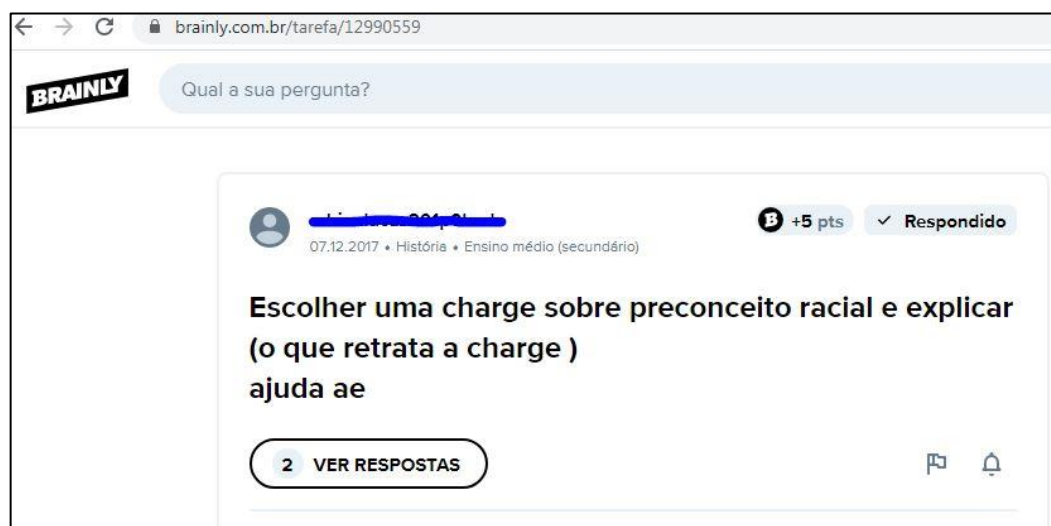 brainly.com.br/tarefa/12990559
BRAINLY
Qual a sua pergunta?
B +5 pts
Respondido
07.12.2017 • História • Ensino médio (secundário)
Escolher uma charge sobre preconceito racial e explicar
(o que retrata a charge )
ajuda ae
2 VER RESPOSTAS